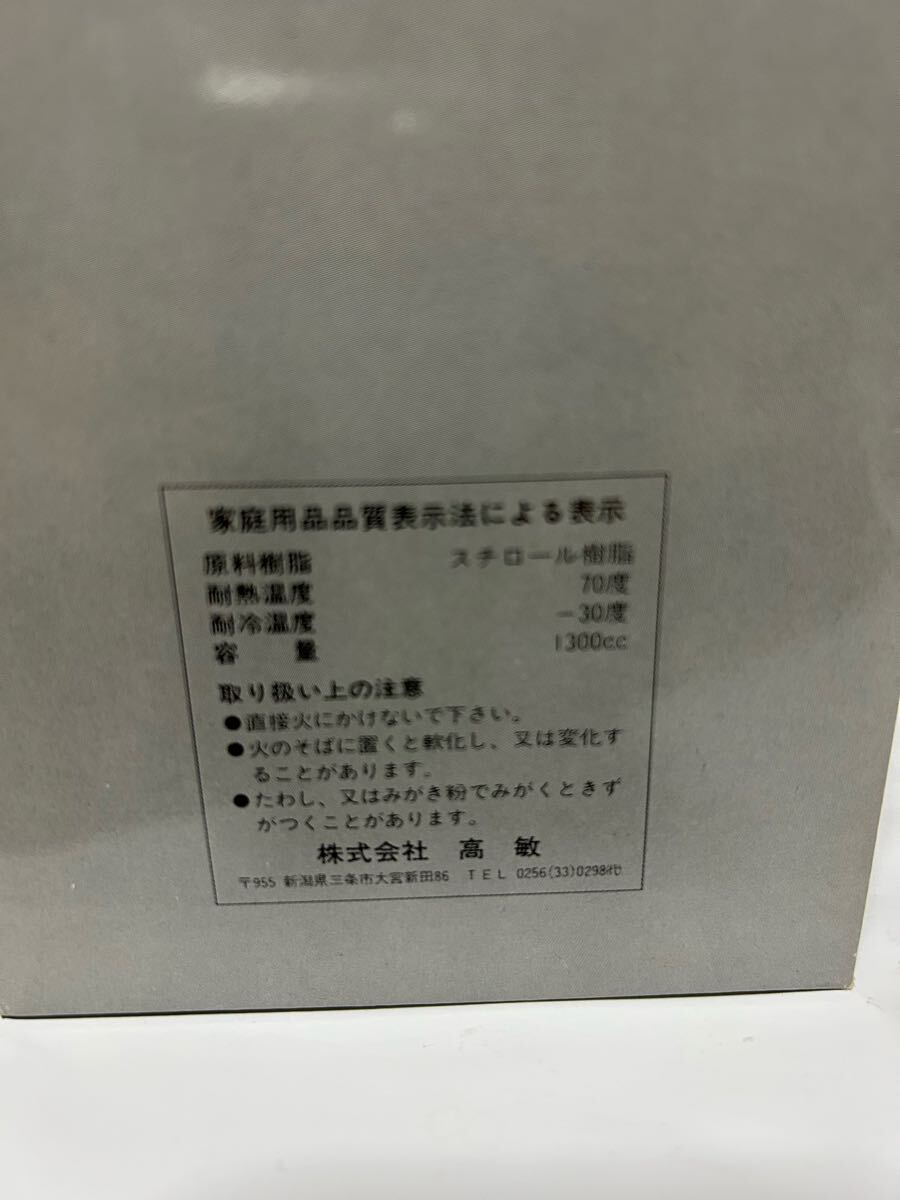 家庭用品品質表示法による表示
原料樹脂 スチロール樹脂
耐熱温度 70度
耐冷温度 −30度
容量 1300cc
取り扱い上の注意
●直接火にかけないで下さい。
●火のそばに置くと軟化し、又は変化す
ることがあります。
●たわし、又はみがき粉でみがくときず
がつくことがあります。
株式会社 高敏
〒955 新潟県三条市大宮新田86 TEL 0256(33)0298代